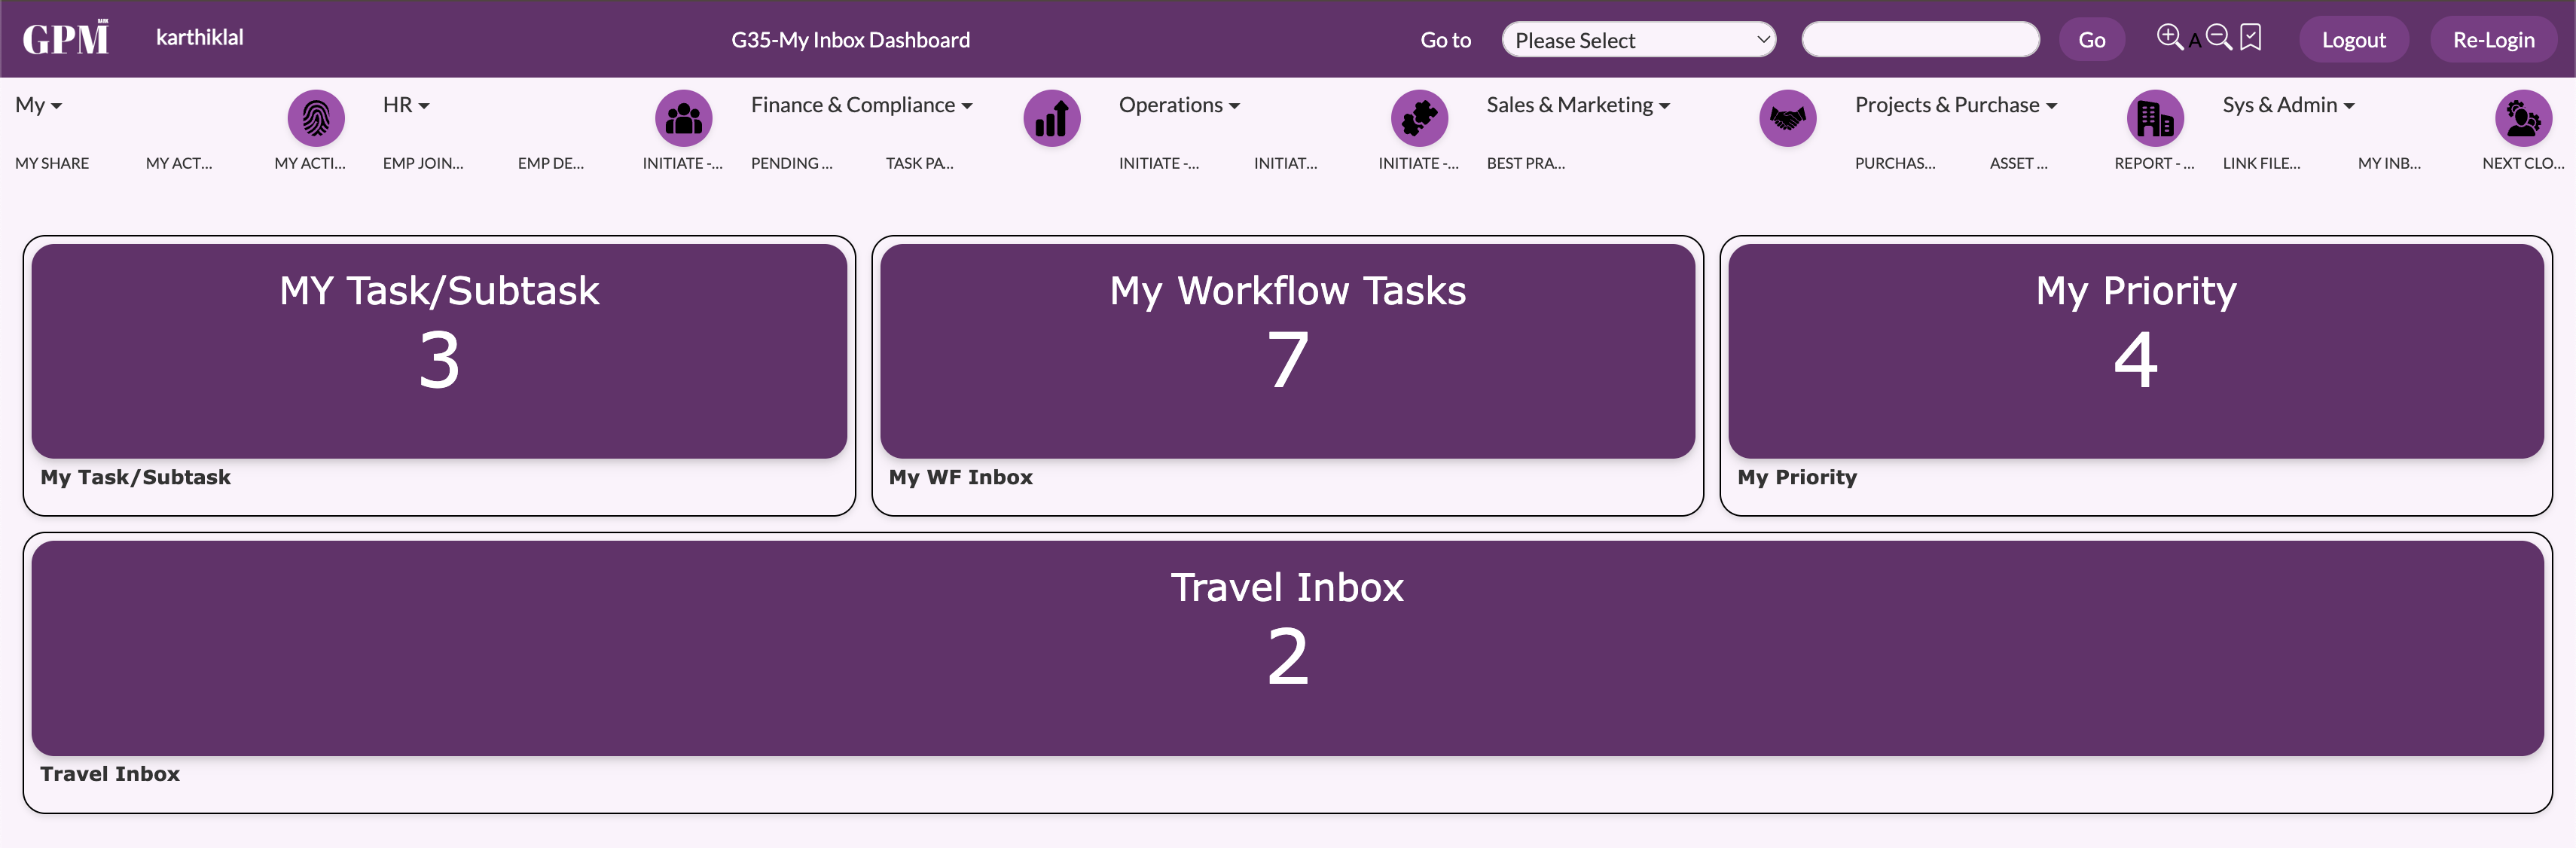 GPM karthiklal G35-My Inbox Dashboard Go to Please Select Go A Logout Re-Login
My HR Finance & Compliance Operations Sales & Marketing Projects & Purchase Sys & Admin
MY SHARE MY ACT... MY ACTI... EMP JOIN... EMP DE... INITIATE -... PENDING ... TASK PA... INITIATE -... INITIAT... INITIATE -... BEST PRA... PURCHAS... ASSET ... REPORT - ... LINK FILE... MY INB... NEXT CLO...
MY Task/Subtask
3
My Task/Subtask
My Workflow Tasks
7
My WF Inbox
My Priority
4
My Priority
Travel Inbox
2
Travel Inbox